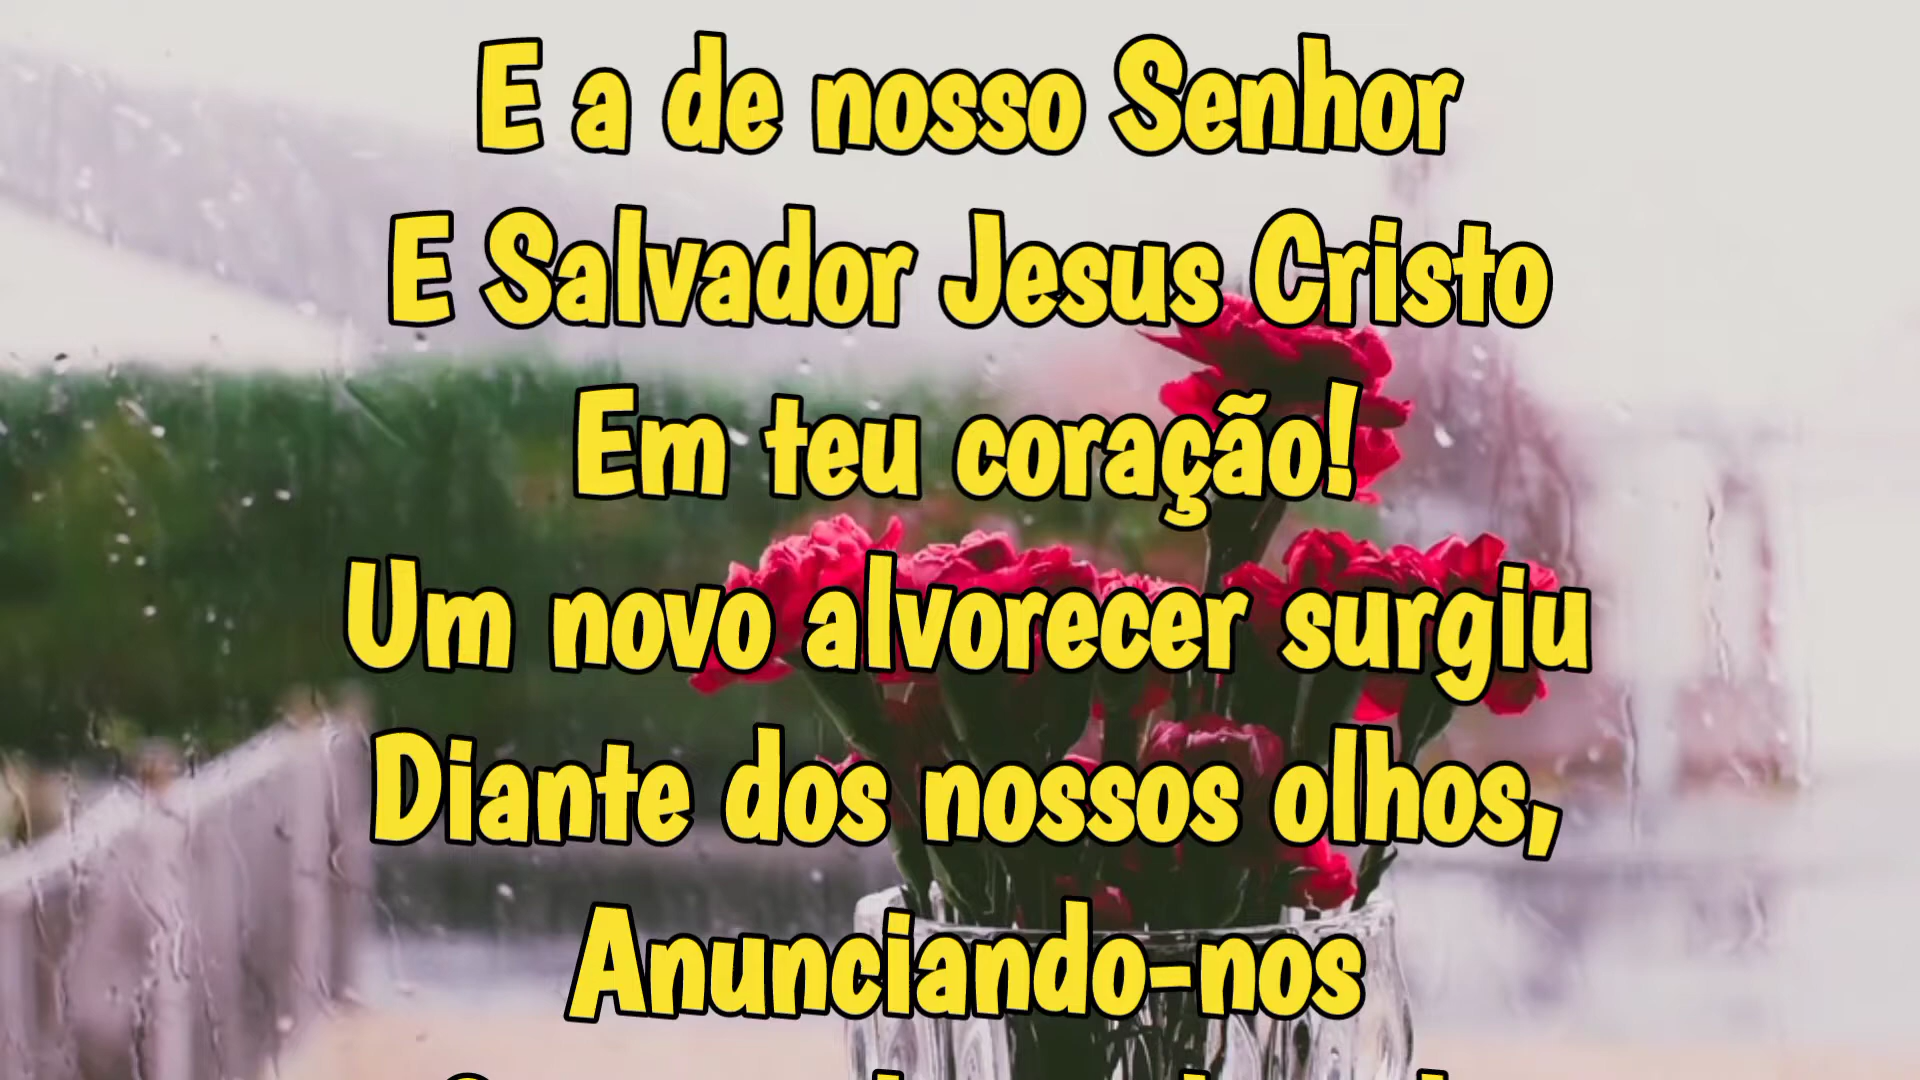 E a de nosso Senhor
E Salvador Jesus Cristo
Em teu coração!
Um novo alvorecer surgiu
Diante dos nossos olhos,
Anunciando-nos